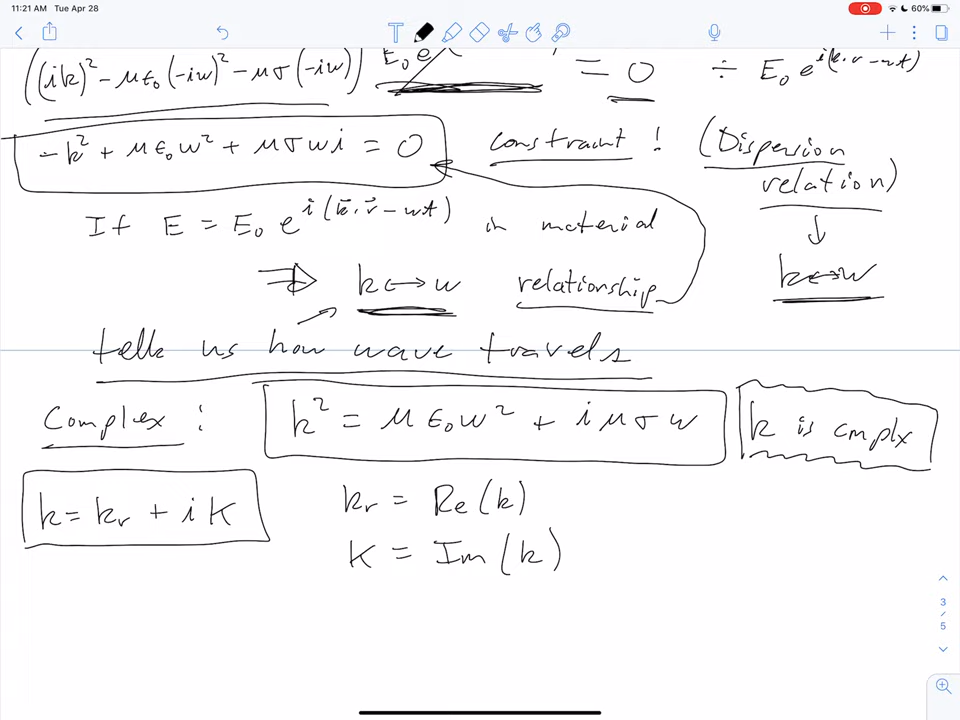 11:21 AM Tue Apr 28
60%
((ik)² − με₀(−iω)² − μσ(−iω)) E₀e = 0 ÷ E₀ e^i(k·r − ωt)
−k² + με₀ω² + μσωi = 0 constraint! (Dispersion relation)
If E = E₀ e^i(k⃗·r⃗ − ωt) in material ↓
⇒ k ↔ ω relationship k ↔ ω
tells us how wave travels
Complex : k² = με₀ω² + iμσω k is cmplx
k = kr + iK kr = Re(k)
K = Im(k)
3
/
5